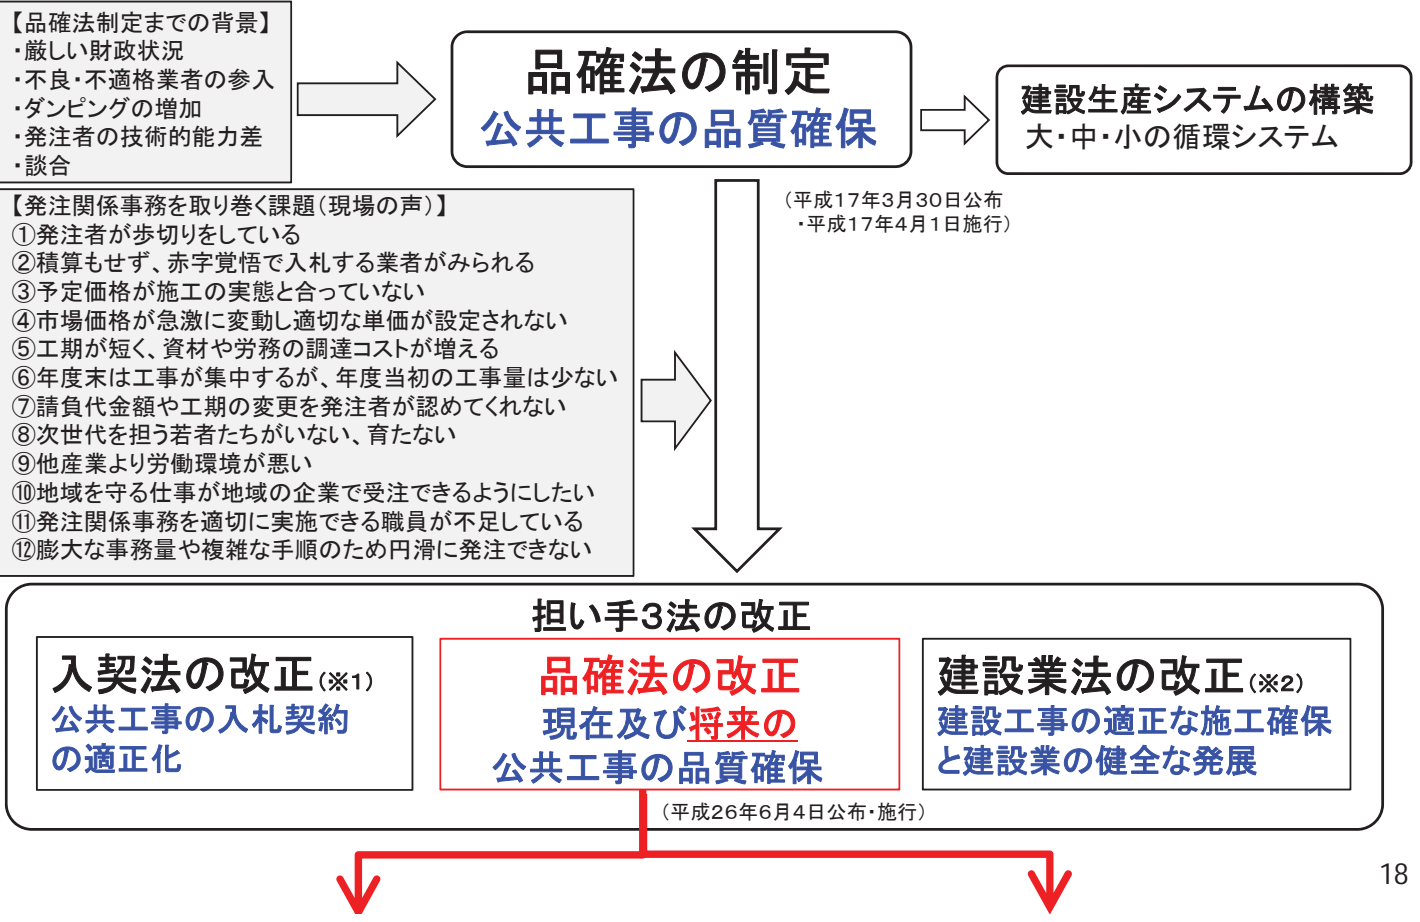 【品確法制定までの背景】
・厳しい財政状況
・不良・不適格業者の参入
・ダンピングの増加
・発注者の技術的能力差
・談合
品確法の制定
公共工事の品質確保
建設生産システムの構築
大・中・小の循環システム
（平成17年3月30日公布
・平成17年4月1日施行）
【発注関係事務を取り巻く課題（現場の声）】
①発注者が歩切りをしている
②積算もせず、赤字覚悟で入札する業者がみられる
③予定価格が施工の実態と合っていない
④市場価格が急激に変動し適切な単価が設定されない
⑤工期が短く、資材や労務の調達コストが増える
⑥年度末は工事が集中するが、年度当初の工事量は少ない
⑦請負代金額や工期の変更を発注者が認めてくれない
⑧次世代を担う若者たちがいない、育たない
⑨他産業より労働環境が悪い
⑩地域を守る仕事が地域の企業で受注できるようにしたい
⑪発注関係事務を適切に実施できる職員が不足している
⑫膨大な事務量や複雑な手順のため円滑に発注できない
担い手3法の改正
入契法の改正(※1)
公共工事の入札契約
の適正化
品確法の改正
現在及び将来の
公共工事の品質確保
建設業法の改正(※2)
建設工事の適正な施工確保
と建設業の健全な発展
（平成26年6月4日公布・施行）
18